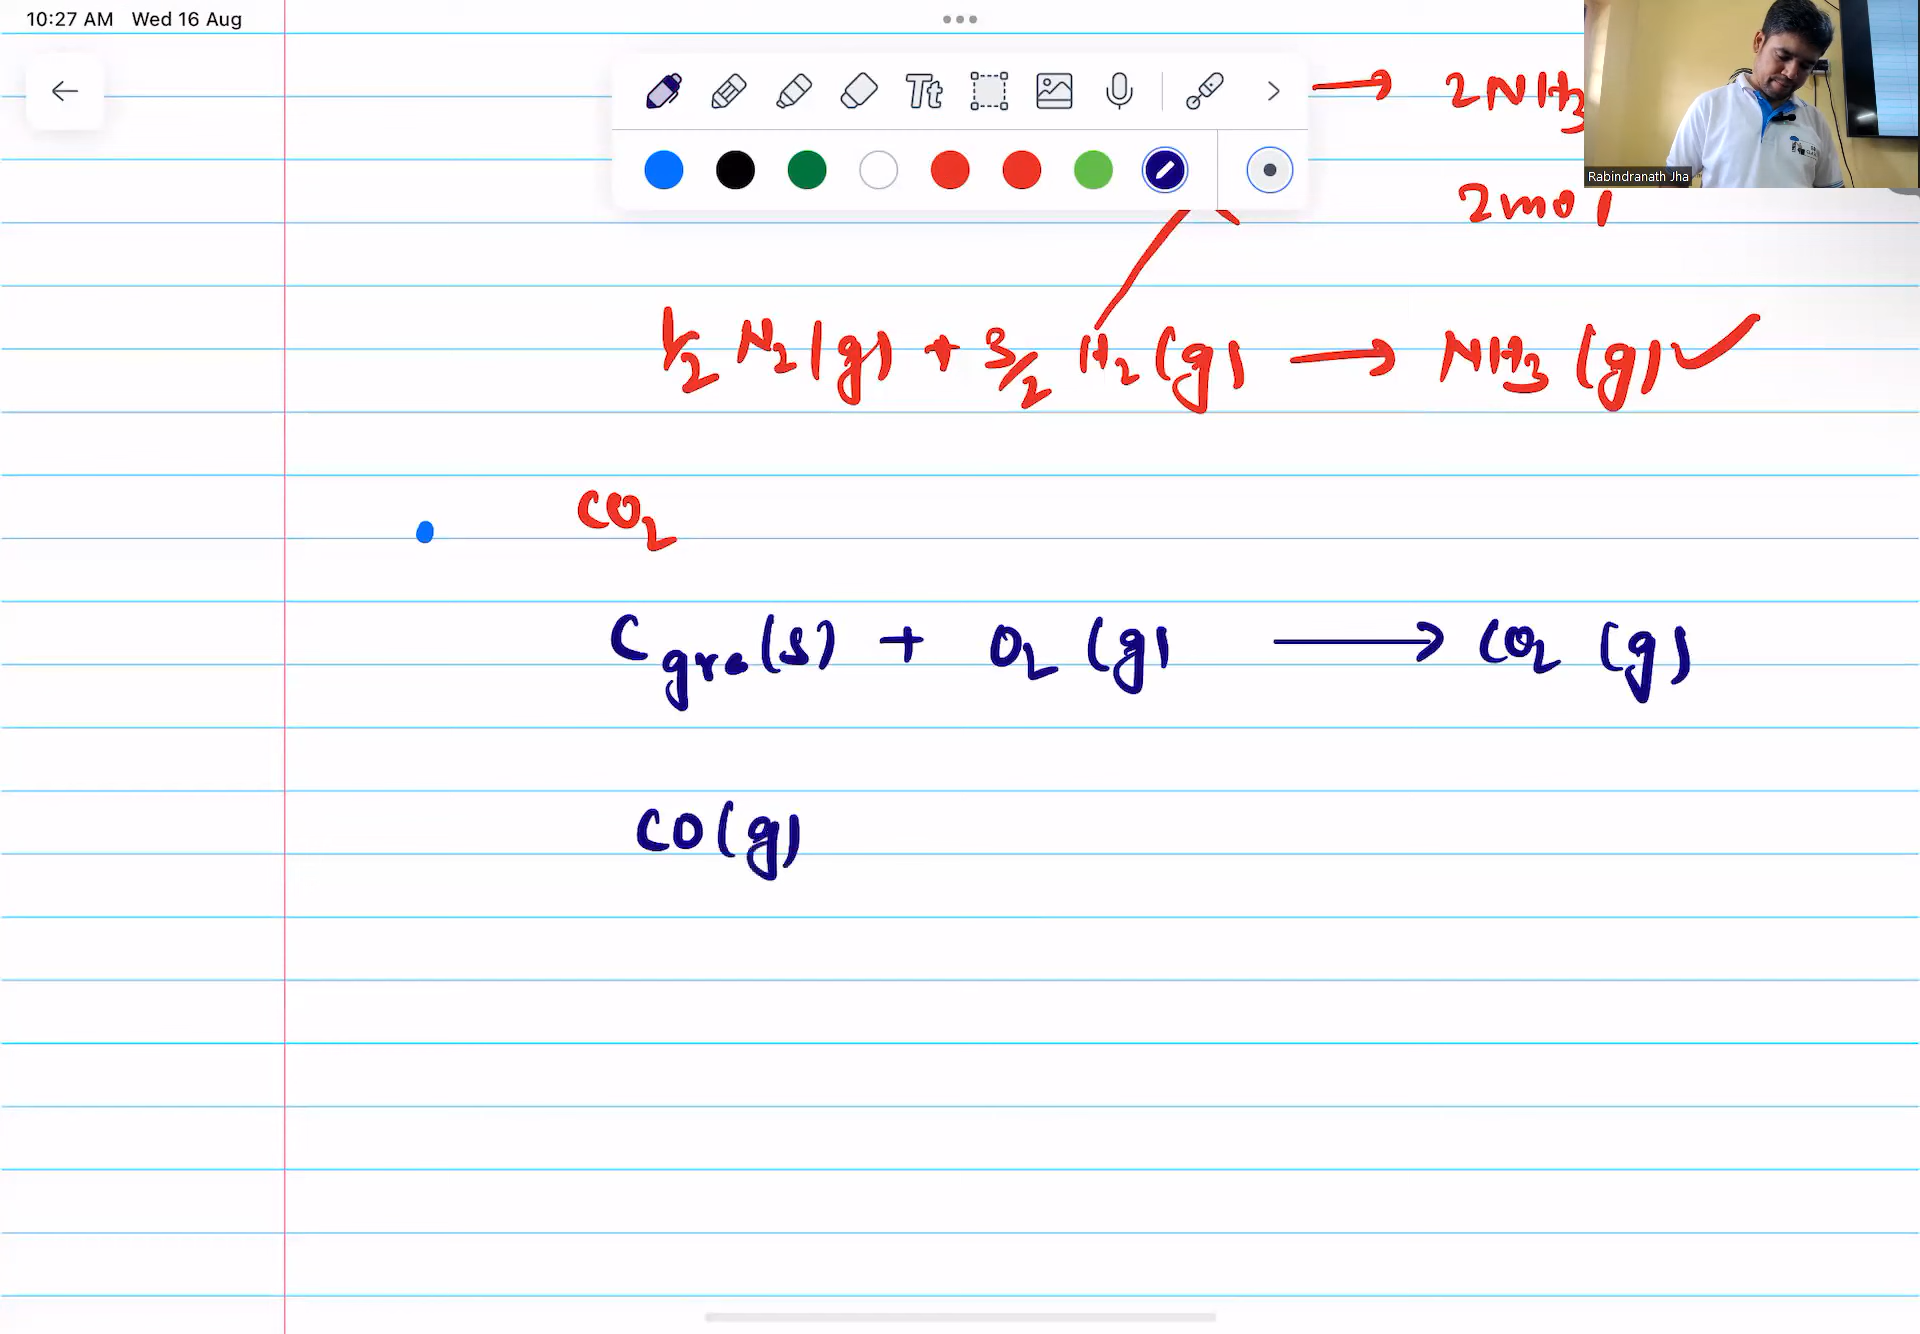 10:27 AM Wed 16 Aug
Tt
→ 2NH3
Rabindranath Jha
2mol
1/2 N2(g) + 3/2 H2(g) → NH3(g) ✓
CO2
Cgra(s) + O2(g) → CO2(g)
CO(g)